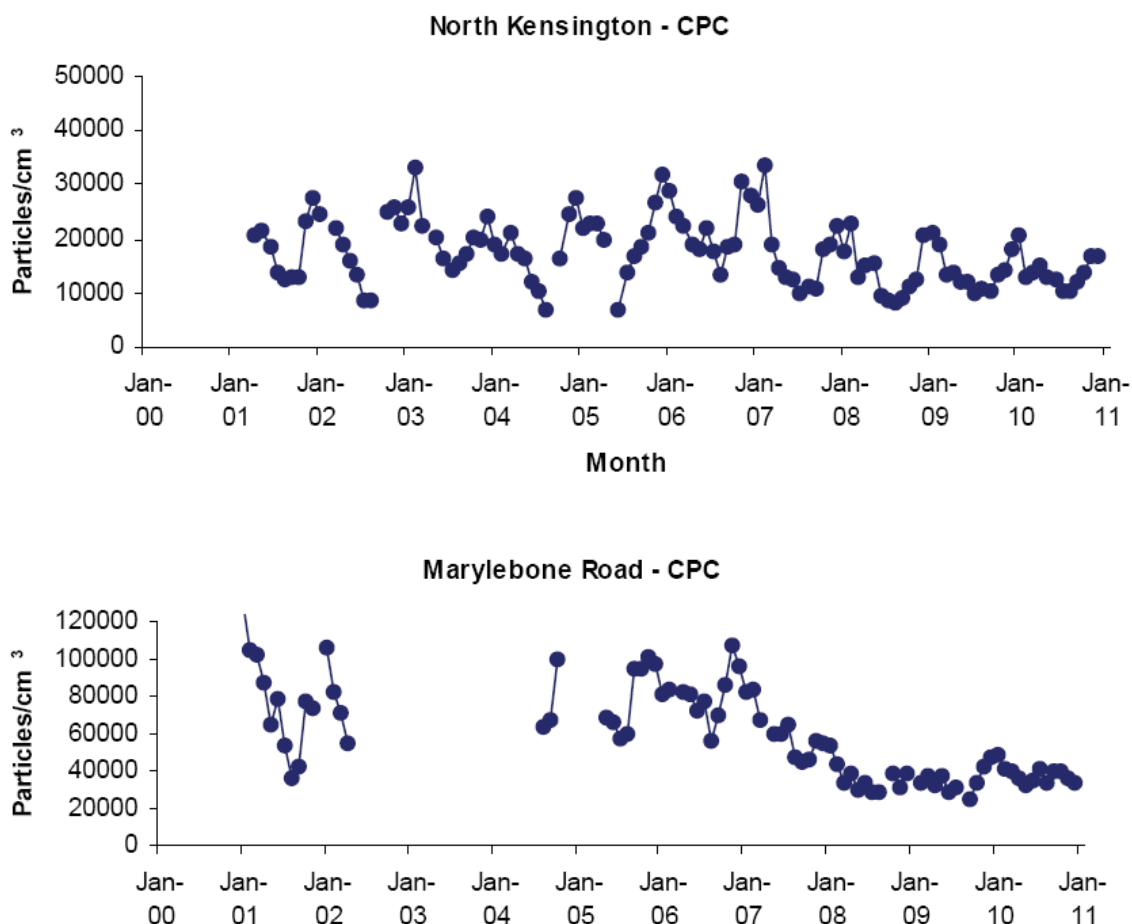 North Kensington - CPC
50000
40000
30000
20000
10000
0
Particles/cm ³
Jan- Jan- Jan- Jan- Jan- Jan- Jan- Jan- Jan- Jan- Jan- Jan-
00 01 02 03 04 05 06 07 08 09 10 11
Month
Marylebone Road - CPC
120000
100000
80000
60000
40000
20000
0
Particles/cm ³
Jan- Jan- Jan- Jan- Jan- Jan- Jan- Jan- Jan- Jan- Jan- Jan-
00 01 02 03 04 05 06 07 08 09 10 11